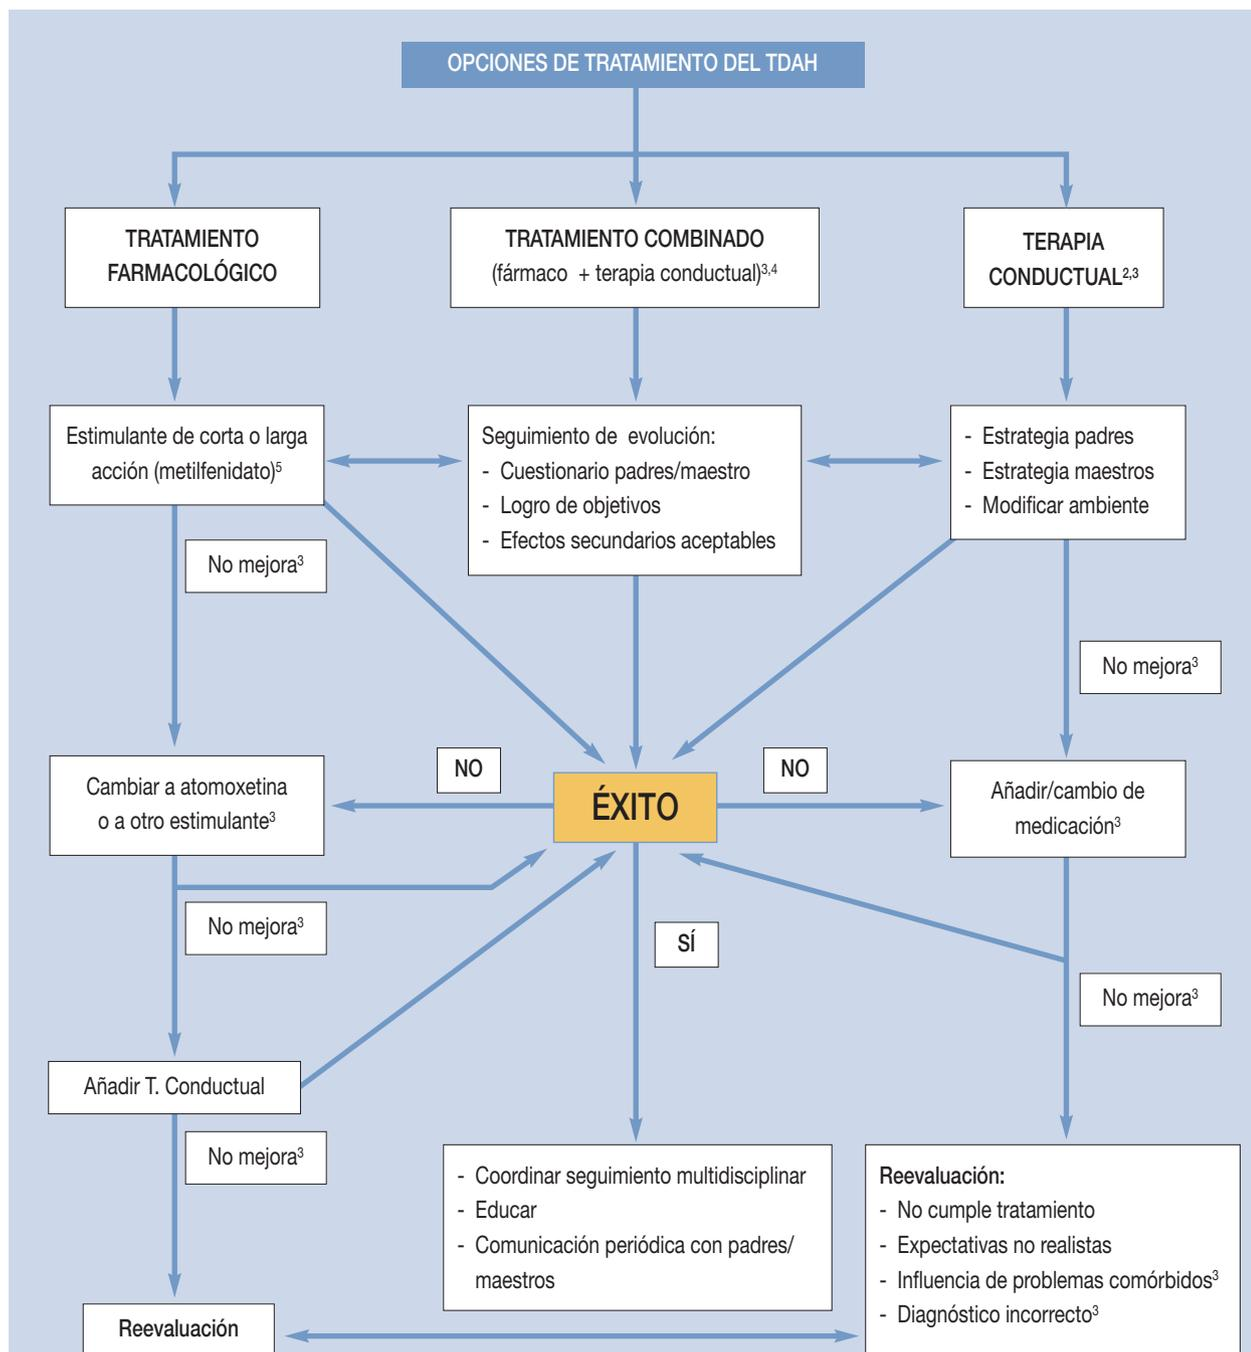 OPCIONES DE TRATAMIENTO DEL TDAH
TRATAMIENTO
FARMACOLÓGICO
TRATAMIENTO COMBINADO
(fármaco + terapia conductual)3,4
TERAPIA
CONDUCTUAL2,3
Estimulante de corta o larga
acción (metilfenidato)5
Seguimiento de evolución:
- Cuestionario padres/maestro
- Logro de objetivos
- Efectos secundarios aceptables
- Estrategia padres
- Estrategia maestros
- Modificar ambiente
No mejora3
No mejora3
Cambiar a atomoxetina
o a otro estimulante3
NO
ÉXITO
NO
Añadir/cambio de
medicación3
No mejora3
SÍ
No mejora3
Añadir T. Conductual
No mejora3
- Coordinar seguimiento multidisciplinar
- Educar
- Comunicación periódica con padres/
maestros
Reevaluación:
- No cumple tratamiento
- Expectativas no realistas
- Influencia de problemas comórbidos3
- Diagnóstico incorrecto3
Reevaluación